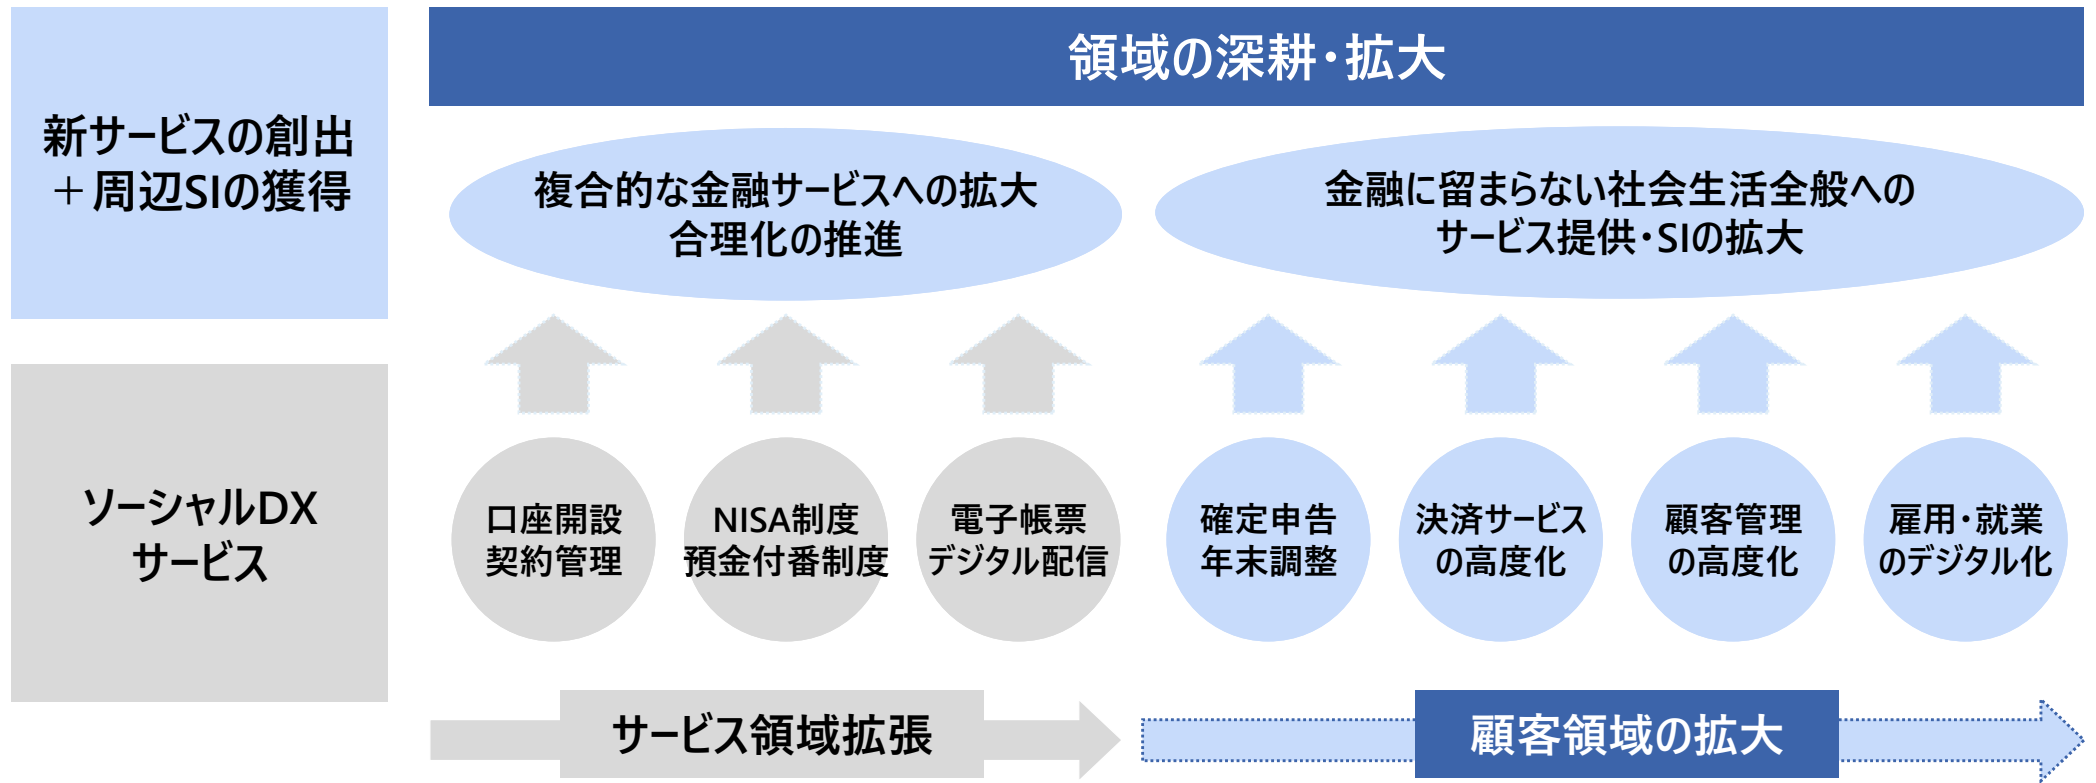 領域の深耕・拡大
新サービスの創出
＋周辺SIの獲得
複合的な金融サービスへの拡大
合理化の推進
金融に留まらない社会生活全般への
サービス提供・SIの拡大
ソーシャルDX
サービス
口座開設
契約管理
NISA制度
預金付番制度
電子帳票
デジタル配信
確定申告
年末調整
決済サービス
の高度化
顧客管理
の高度化
雇用・就業
のデジタル化
サービス領域拡張
顧客領域の拡大